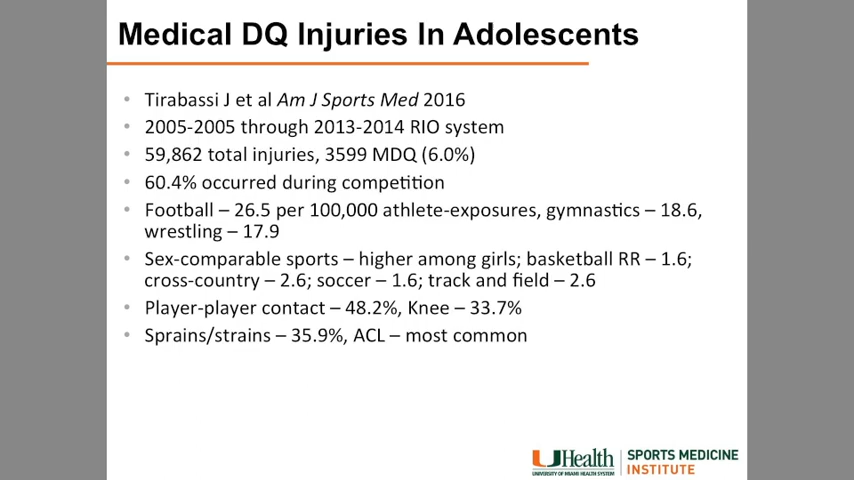 Medical DQ Injuries In Adolescents
• Tirabassi J et al Am J Sports Med 2016
• 2005-2005 through 2013-2014 RIO system
• 59,862 total injuries, 3599 MDQ (6.0%)
• 60.4% occurred during competition
• Football – 26.5 per 100,000 athlete-exposures, gymnastics – 18.6,
wrestling – 17.9
• Sex-comparable sports – higher among girls; basketball RR – 1.6;
cross-country – 2.6; soccer – 1.6; track and field – 2.6
• Player-player contact – 48.2%, Knee – 33.7%
• Sprains/strains – 35.9%, ACL – most common
UHealth
UNIVERSITY OF MIAMI HEALTH SYSTEM
SPORTS MEDICINE
INSTITUTE